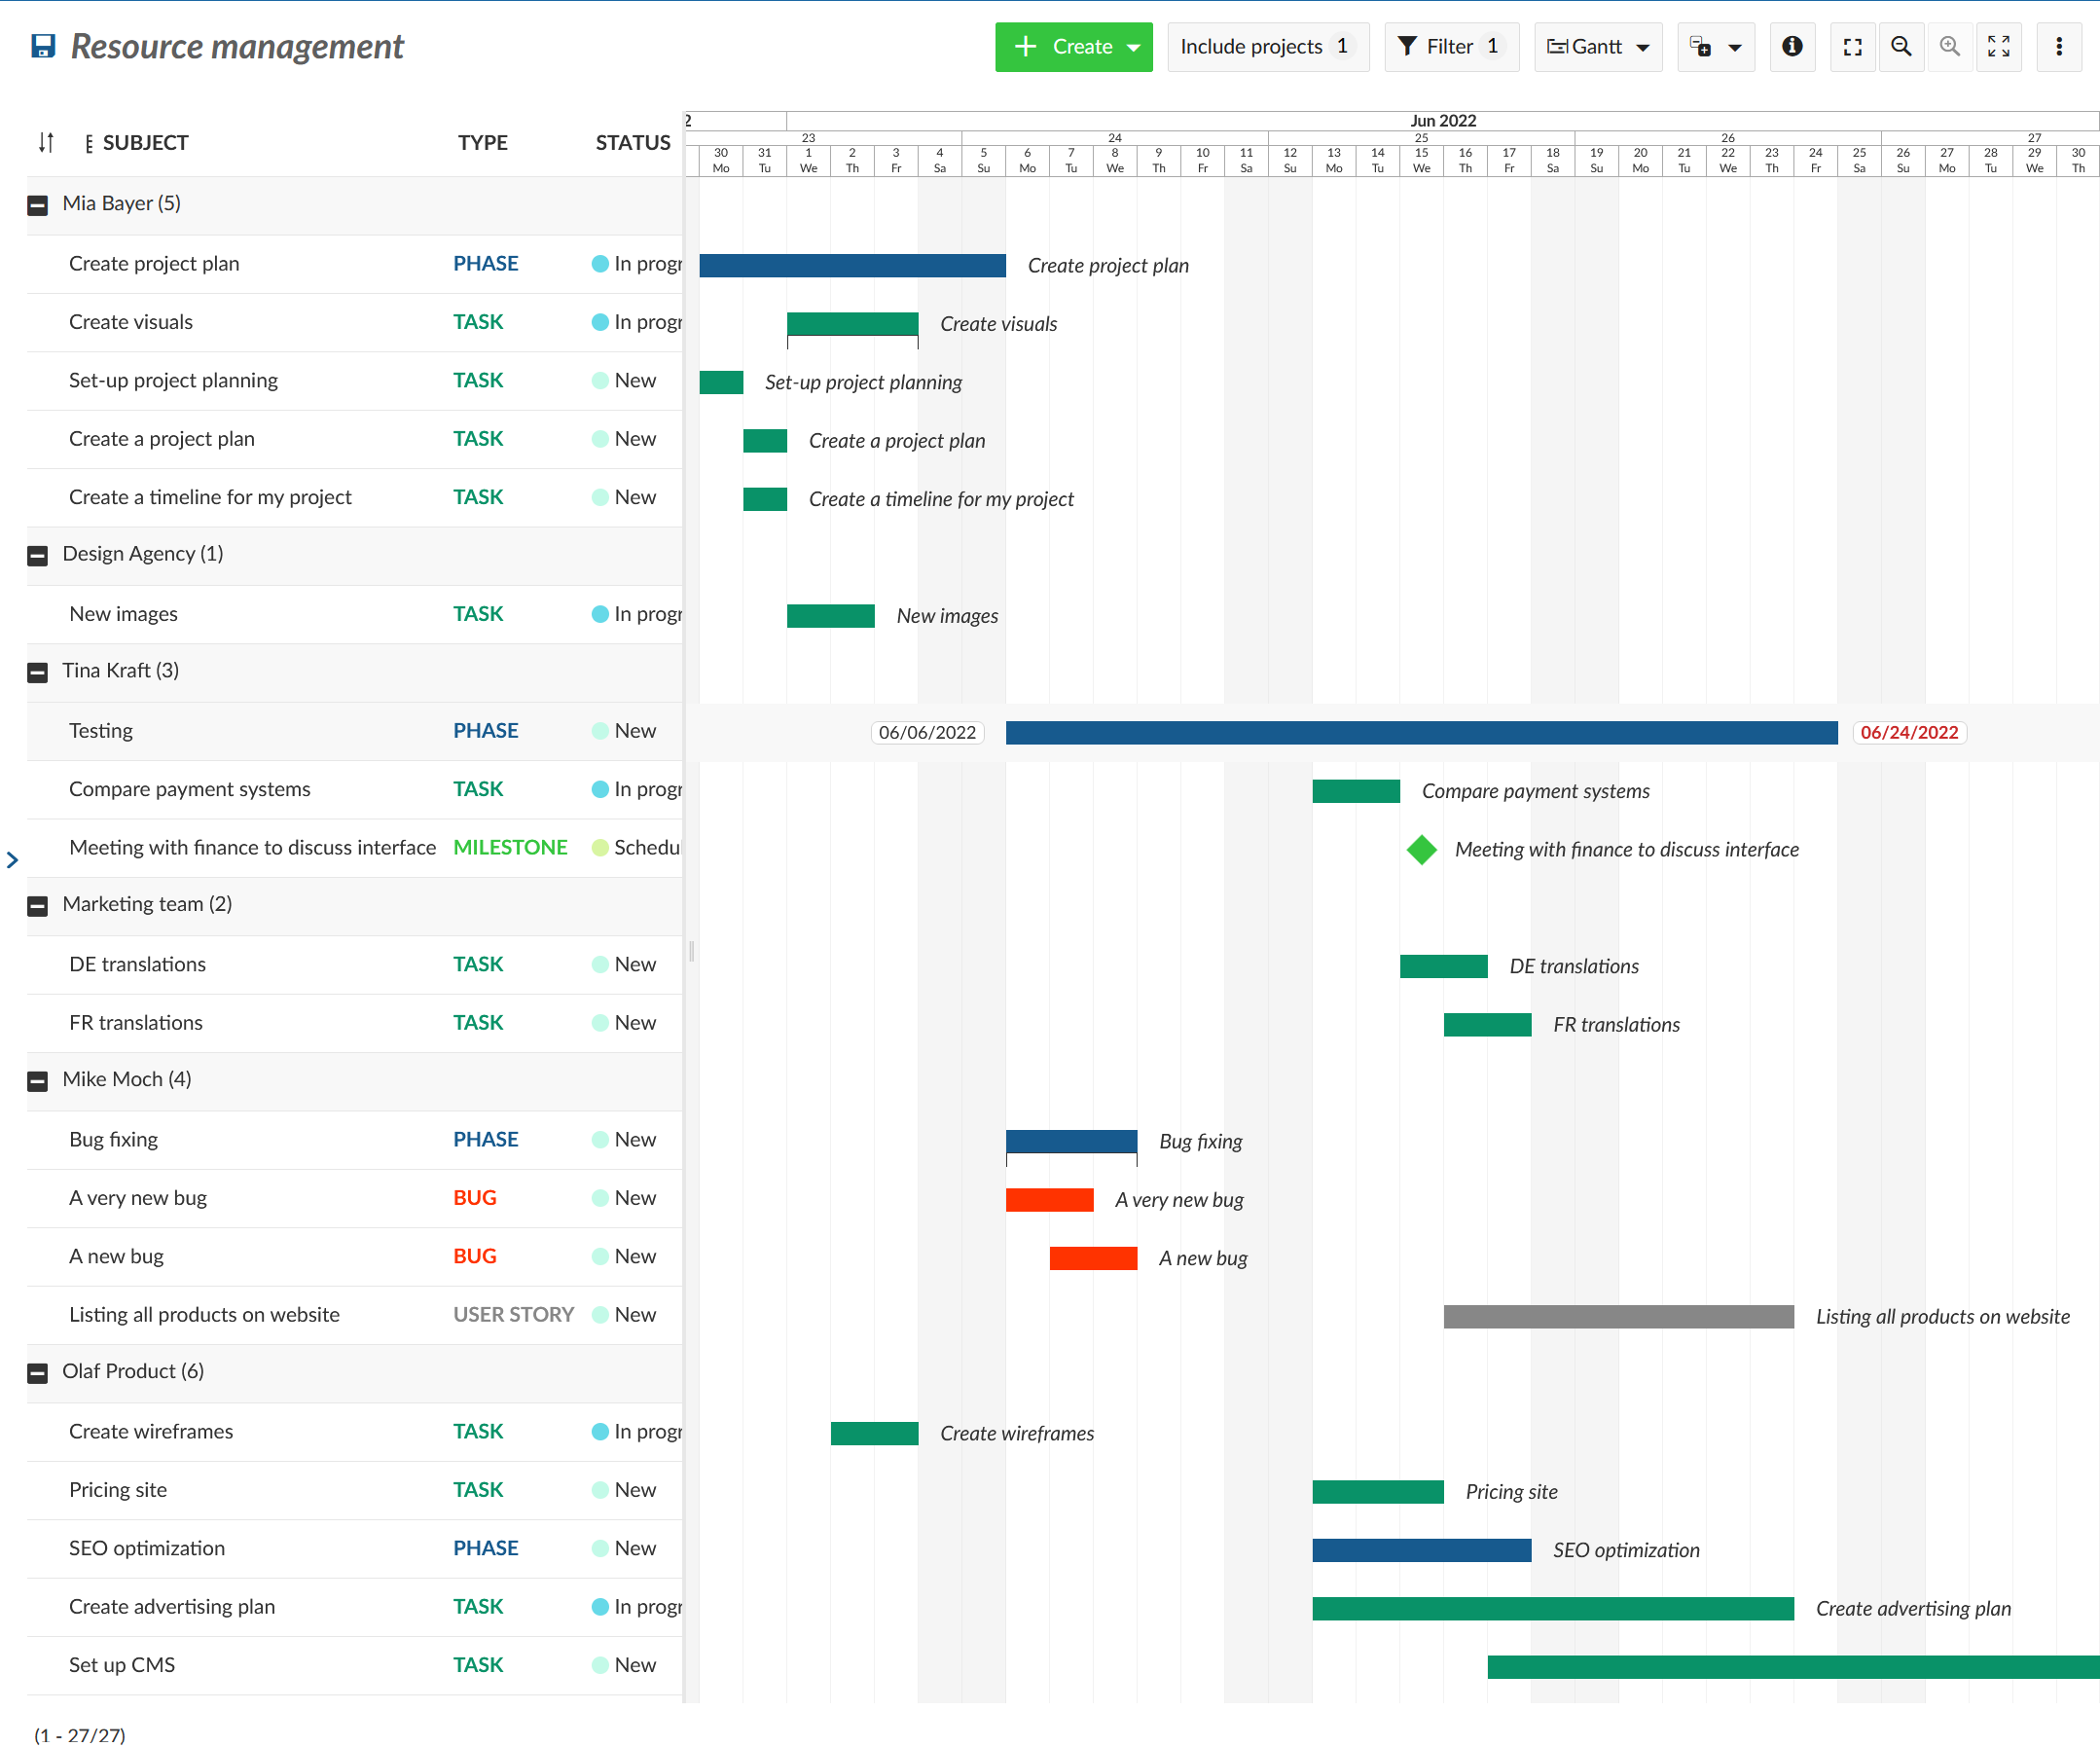 Resource management
Create
Include projects 1
Filter 1
Gantt
SUBJECT TYPE STATUS
2 Jun 2022
23 24 25 26 27
30 31 1 2 3 4 5 6 7 8 9 10 11 12 13 14 15 16 17 18 19 20 21 22 23 24 25 26 27 28 29 30
Mo Tu We Th Fr Sa Su Mo Tu We Th Fr Sa Su Mo Tu We Th Fr Sa Su Mo Tu We Th Fr Sa Su Mo Tu We Th
Mia Bayer (5)
Create project plan PHASE In progr Create project plan
Create visuals TASK In progr Create visuals
Set-up project planning TASK New Set-up project planning
Create a project plan TASK New Create a project plan
Create a timeline for my project TASK New Create a timeline for my project
Design Agency (1)
New images TASK In progr New images
Tina Kraft (3)
Testing PHASE New 06/06/2022 06/24/2022
Compare payment systems TASK In progr Compare payment systems
Meeting with finance to discuss interface MILESTONE Schedu Meeting with finance to discuss interface
Marketing team (2)
DE translations TASK New DE translations
FR translations TASK New FR translations
Mike Moch (4)
Bug fixing PHASE New Bug fixing
A very new bug BUG New A very new bug
A new bug BUG New A new bug
Listing all products on website USER STORY New Listing all products on website
Olaf Product (6)
Create wireframes TASK In progr Create wireframes
Pricing site TASK New Pricing site
SEO optimization PHASE New SEO optimization
Create advertising plan TASK In progr Create advertising plan
Set up CMS TASK New
(1 - 27/27)